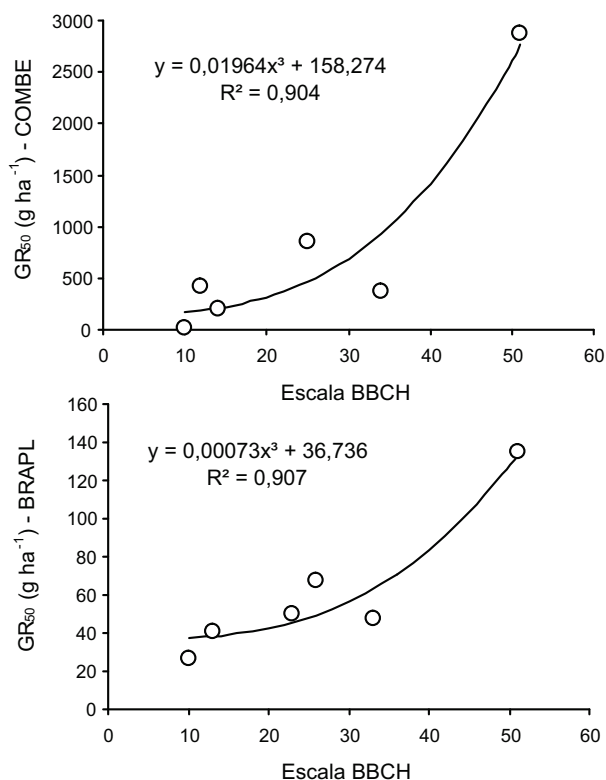 3000
2500
2000
1500
1000
500
0
GR₅₀ (g ha⁻¹) - COMBE
y = 0,01964x³ + 158,274
R² = 0,904
0 10 20 30 40 50 60
Escala BBCH
160
140
120
100
80
60
40
20
0
GR₅₀ (g ha⁻¹) - BRAPL
y = 0,00073x³ + 36,736
R² = 0,907
0 10 20 30 40 50 60
Escala BBCH